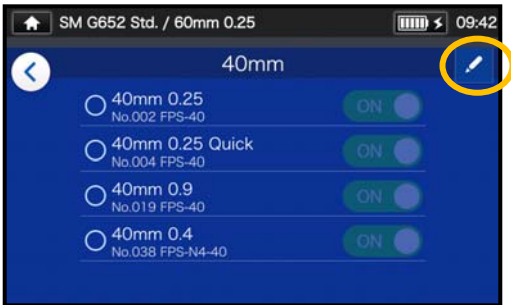 SM G652 Std. / 60mm 0.25 09:42
40mm
40mm 0.25 ON
No.002 FPS-40
40mm 0.25 Quick ON
No.004 FPS-40
40mm 0.9 ON
No.019 FPS-40
40mm 0.4 ON
No.038 FPS-N4-40